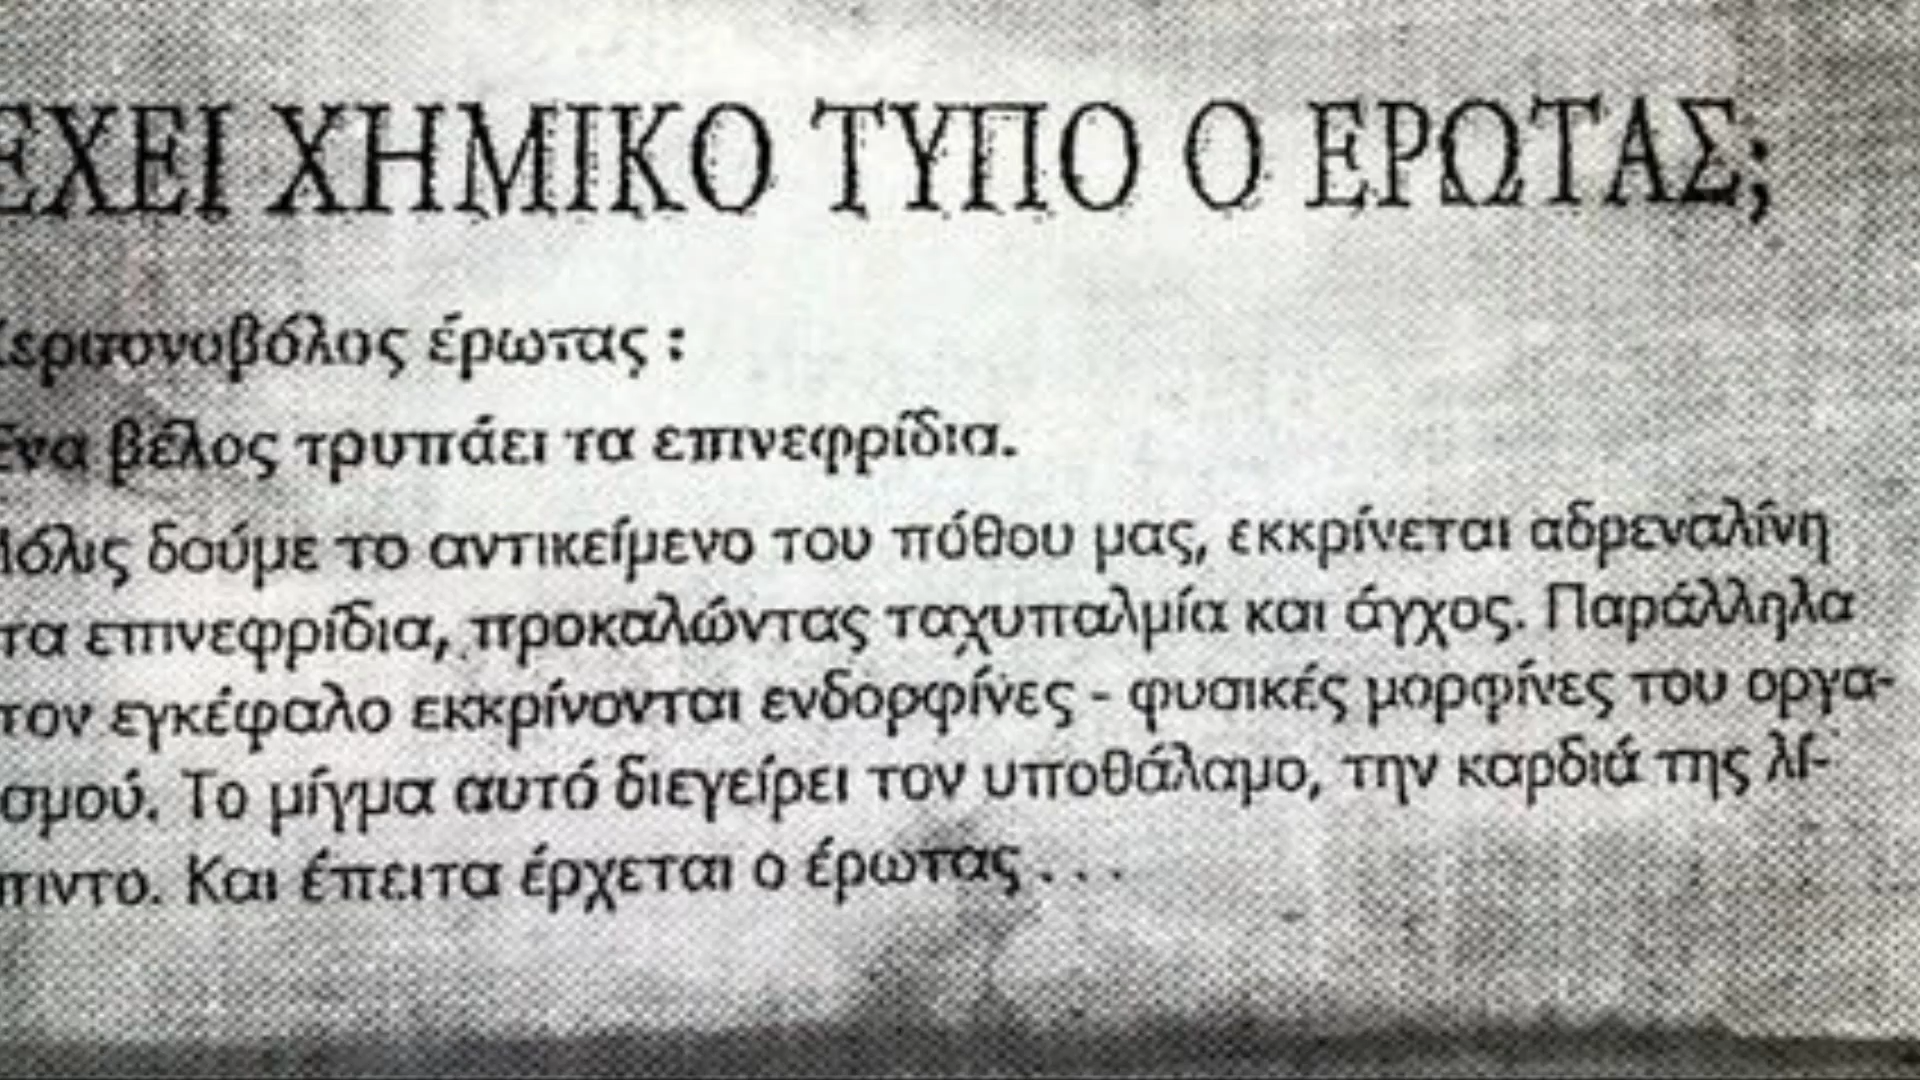 ΕΧΕΙ ΧΗΜΙΚΟ ΤΥΠΟ Ο ΕΡΩΤΑΣ;
έρωτας :
Ένα βέλος τρυπάει τα επινεφρίδια.
Μόλις δούμε το αντικείμενο του πόθου μας, εκκρίνεται αδρεναλίνη
τα επινεφρίδια, προκαλώντας ταχυπαλμία και άγχος. Παράλληλα
τον εγκέφαλο εκκρίνονται ενδορφίνες - φυσικές μορφίνες του οργα-
σμού. Το μίγμα αυτό διεγείρει τον υποθάλαμο, την καρδιά της λί-
πιντο. Και έπειτα έρχεται ο έρωτας . . .